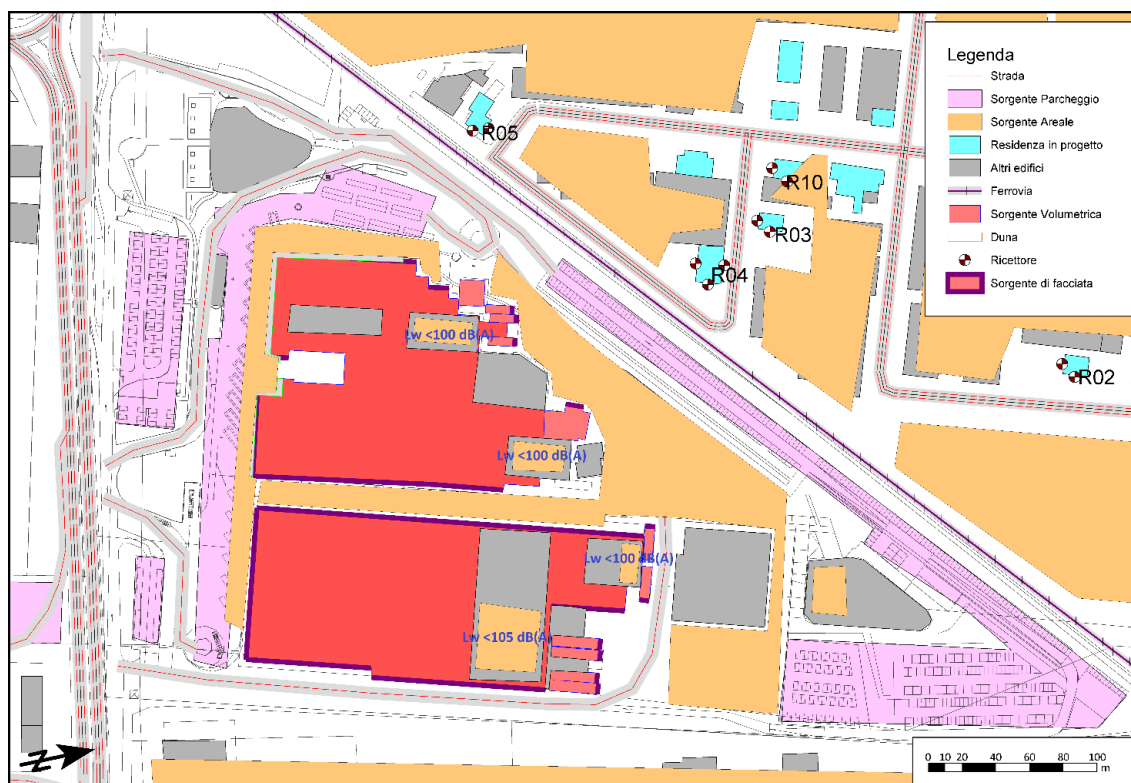 Legenda
Strada
Sorgente Parcheggio
Sorgente Areale
Residenza in progetto
Altri edifici
Ferrovia
Sorgente Volumetrica
Duna
Ricettore
Sorgente di facciata
R05
R10
R03
R04
R02
Lw <100 dB(A)
Lw <100 dB(A)
Lw <100 dB(A)
Lw <105 dB(A)
N
0 10 20 40 60 80 100
m